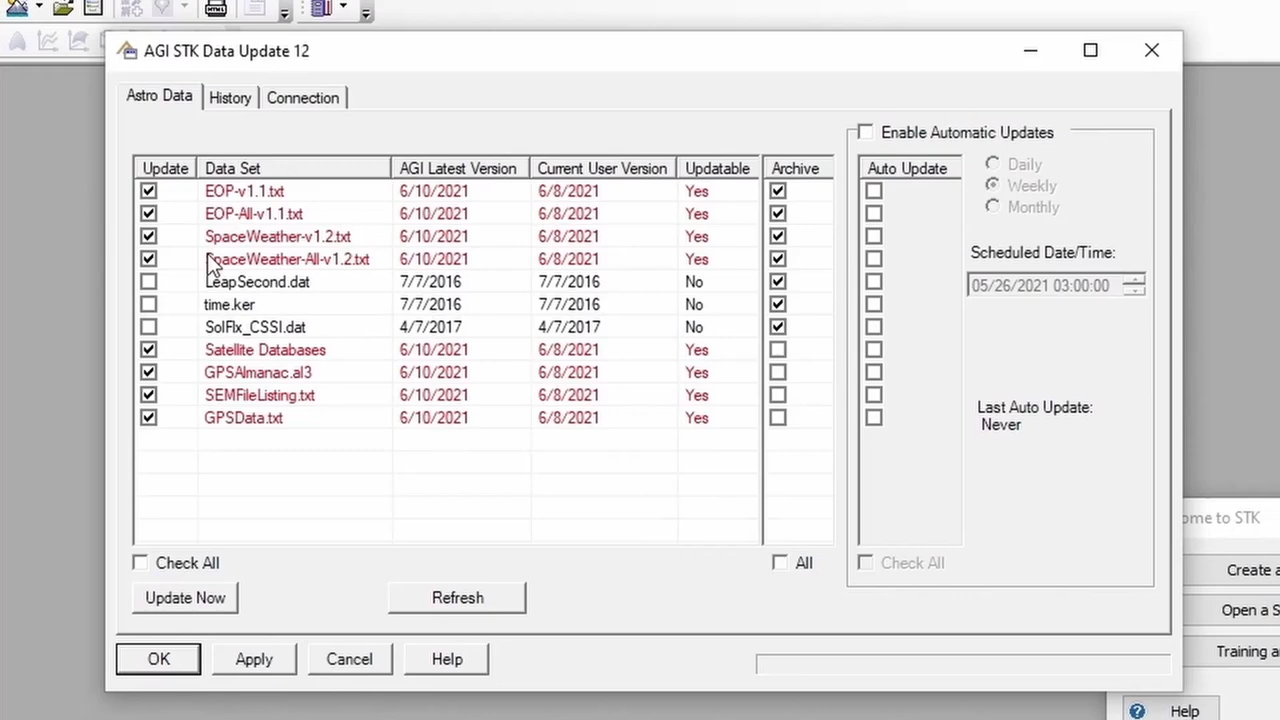 AGI STK Data Update 12
Astro Data History Connection
Enable Automatic Updates
Update Data Set AGI Latest Version Current User Version Updatable Archive Auto Update
Daily
Weekly
Monthly
EOP-v1.1.txt 6/10/2021 6/8/2021 Yes
EOP-All-v1.1.txt 6/10/2021 6/8/2021 Yes
SpaceWeather-v1.2.txt 6/10/2021 6/8/2021 Yes
SpaceWeather-All-v1.2.txt 6/10/2021 6/8/2021 Yes
LeapSecond.dat 7/7/2016 7/7/2016 No
time.ker 7/7/2016 7/7/2016 No
SolFlx_CSSI.dat 4/7/2017 4/7/2017 No
Satellite Databases 6/10/2021 6/8/2021 Yes
GPSAlmanac.al3 6/10/2021 6/8/2021 Yes
SEMFileListing.txt 6/10/2021 6/8/2021 Yes
GPSData.txt 6/10/2021 6/8/2021 Yes
Scheduled Date/Time:
05/26/2021 03:00:00
Last Auto Update:
Never
Check All All Check All
Update Now Refresh
OK Apply Cancel Help
ome to STK
Create a
Open a S
Training a
Help